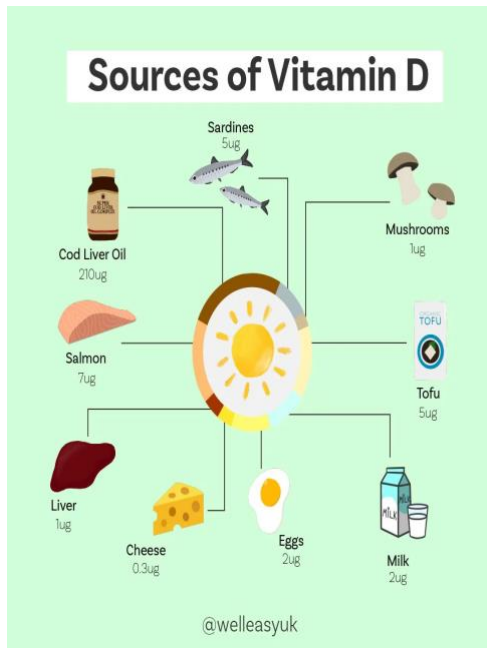 Sources of Vitamin D
Sardines
5ug
Cod Liver Oil
210ug
Mushrooms
1ug
Salmon
7ug
TOFU
Tofu
5ug
Liver
1ug
Cheese
0.3ug
Eggs
2ug
MILK
Milk
2ug
@welleasyuk